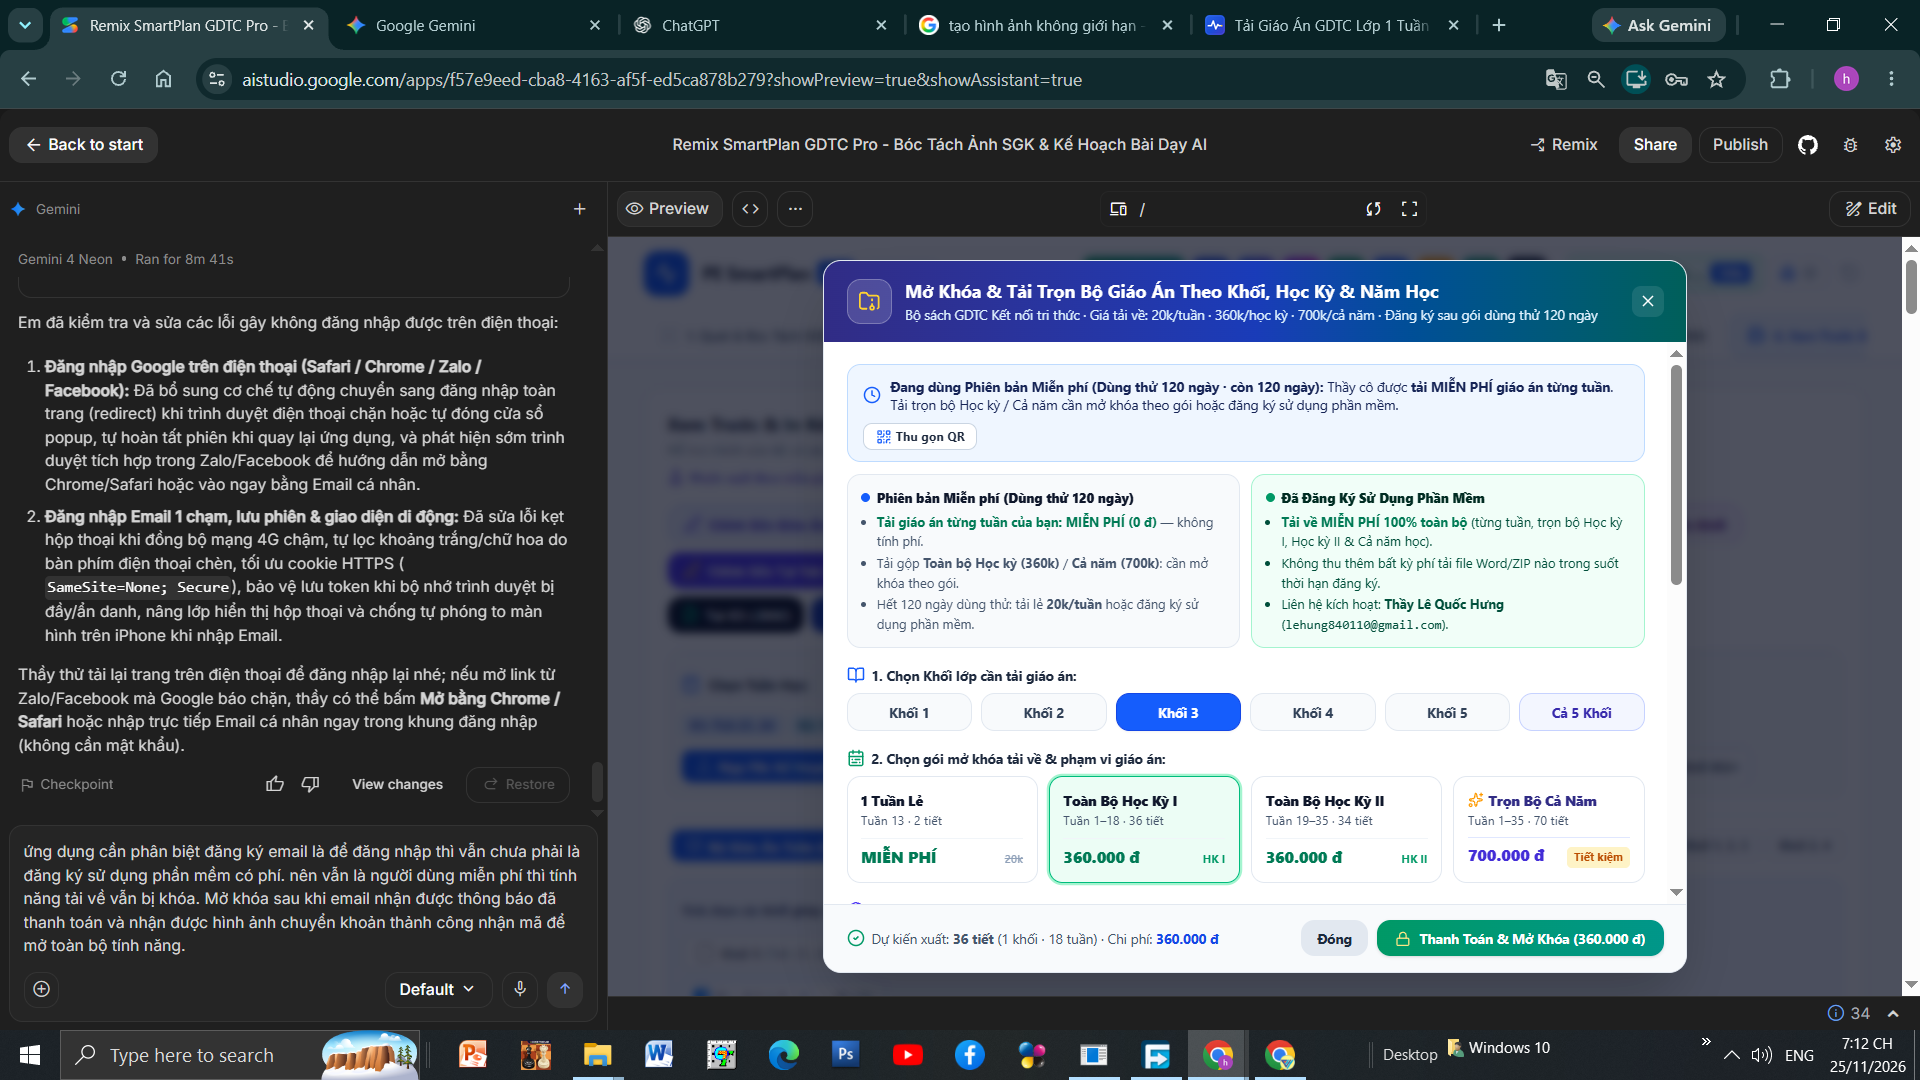 Remix SmartPlan GDTC Pro - E
Google Gemini
ChatGPT
tạo hình ảnh không giới hạn -
Tải Giáo Án GDTC Lớp 1 Tuần
Ask Gemini
aistudio.google.com/apps/f57e9eed-cba8-4163-af5f-ed5ca878b279?showPreview=true&showAssistant=true
h
Back to start
Remix SmartPlan GDTC Pro - Bóc Tách Ảnh SGK & Kế Hoạch Bài Dạy AI
Remix
Share
Publish
Gemini
Preview
/
Edit
Gemini 4 Neon • Ran for 8m 41s
Em đã kiểm tra và sửa các lỗi gây không đăng nhập được trên điện thoại:
1. Đăng nhập Google trên điện thoại (Safari / Chrome / Zalo /
Facebook): Đã bổ sung cơ chế tự động chuyển sang đăng nhập toàn
trang (redirect) khi trình duyệt điện thoại chặn hoặc tự đóng cửa sổ
popup, tự hoàn tất phiên khi quay lại ứng dụng, và phát hiện sớm trình
duyệt tích hợp trong Zalo/Facebook để hướng dẫn mở bằng
Chrome/Safari hoặc vào ngay bằng Email cá nhân.
2. Đăng nhập Email 1 chạm, lưu phiên & giao diện di động: Đã sửa lỗi kẹt
hộp thoại khi đồng bộ mạng 4G chậm, tự lọc khoảng trắng/chữ hoa do
bàn phím điện thoại chèn, tối ưu cookie HTTPS (
SameSite=None; Secure), bảo vệ lưu token khi bộ nhớ trình duyệt bị
đầy/ẩn danh, nâng lớp hiển thị hộp thoại và chống tự phóng to màn
hình trên iPhone khi nhập Email.
Thầy thử tải lại trang trên điện thoại để đăng nhập lại nhé; nếu mở link từ
Zalo/Facebook mà Google báo chặn, thầy có thể bấm Mở bằng Chrome /
Safari hoặc nhập trực tiếp Email cá nhân ngay trong khung đăng nhập
(không cần mật khẩu).
Checkpoint
View changes
Restore
ứng dụng cần phân biệt đăng ký email là để đăng nhập thì vẫn chưa phải là
đăng ký sử dụng phần mềm có phí. nên vẫn là người dùng miễn phí thì tính
năng tải về vẫn bị khóa. Mở khóa sau khi email nhận được thông báo đã
thanh toán và nhận được hình ảnh chuyển khoản thành công nhận mã để
mở toàn bộ tính năng.
Default
Mở Khóa & Tải Trọn Bộ Giáo Án Theo Khối, Học Kỳ & Năm Học
Bộ sách GDTC Kết nối tri thức · Giá tải về: 20k/tuần · 360k/học kỳ · 700k/cả năm · Đăng ký sau gói dùng thử 120 ngày
Đang dùng Phiên bản Miễn phí (Dùng thử 120 ngày · còn 120 ngày): Thầy cô được tải MIỄN PHÍ giáo án từng tuần.
Tải trọn bộ Học kỳ / Cả năm cần mở khóa theo gói hoặc đăng ký sử dụng phần mềm.
Thu gọn QR
Phiên bản Miễn phí (Dùng thử 120 ngày)
• Tải giáo án từng tuần của bạn: MIỄN PHÍ (0 đ) — không
tính phí.
• Tải gộp Toàn bộ Học kỳ (360k) / Cả năm (700k): cần mở
khóa theo gói.
• Hết 120 ngày dùng thử: tải lẻ 20k/tuần hoặc đăng ký sử
dụng phần mềm.
Đã Đăng Ký Sử Dụng Phần Mềm
• Tải về MIỄN PHÍ 100% toàn bộ (từng tuần, trọn bộ Học kỳ
I, Học kỳ II & Cả năm học).
• Không thu thêm bất kỳ phí tải file Word/ZIP nào trong suốt
thời hạn đăng ký.
• Liên hệ kích hoạt: Thầy Lê Quốc Hưng
(lehung840110@gmail.com).
1. Chọn Khối lớp cần tải giáo án:
Khối 1
Khối 2
Khối 3
Khối 4
Khối 5
Cả 5 Khối
2. Chọn gói mở khóa tải về & phạm vi giáo án:
1 Tuần Lẻ
Tuần 13 · 2 tiết
MIỄN PHÍ 20k
Toàn Bộ Học Kỳ I
Tuần 1–18 · 36 tiết
360.000 đ HK I
Toàn Bộ Học Kỳ II
Tuần 19–35 · 34 tiết
360.000 đ HK II
Trọn Bộ Cả Năm
Tuần 1–35 · 70 tiết
700.000 đ Tiết kiệm
Dự kiến xuất: 36 tiết (1 khối · 18 tuần) · Chi phí: 360.000 đ
Đóng
Thanh Toán & Mở Khóa (360.000 đ)
34
Type here to search
Desktop
Windows 10
ENG
7:12 CH
25/11/2026